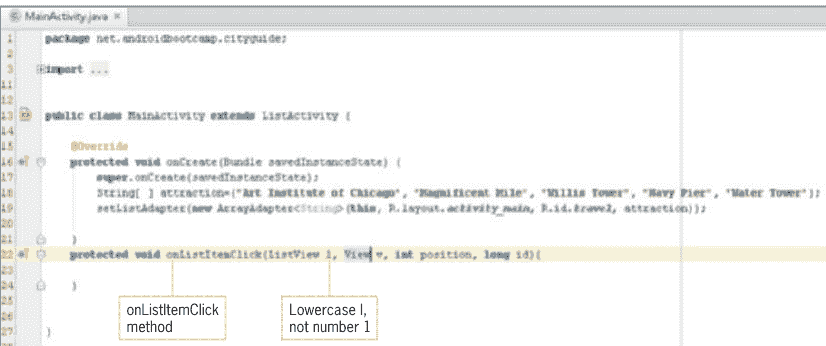 MainActivity.java ×
1 package net.androidbootcamp.cityguide;
2
3 import ...
11
12
13 public class MainActivity extends ListActivity {
14
15 @Override
16 protected void onCreate(Bundle savedInstanceState) {
17 super.onCreate(savedInstanceState);
18 String[ ] attraction={"Art Institute of Chicago", "Magnificent Mile", "Willis Tower", "Navy Pier", "Water Tower"};
19 setListAdapter(new ArrayAdapter<String>(this, R.layout.activity_main, R.id.travel, attraction));
20
21 }
22 protected void onListItemClick(ListView l, View v, int position, long id){
23
24 }
25
26
27 }
onListItemClick
method
Lowercase l,
not number 1